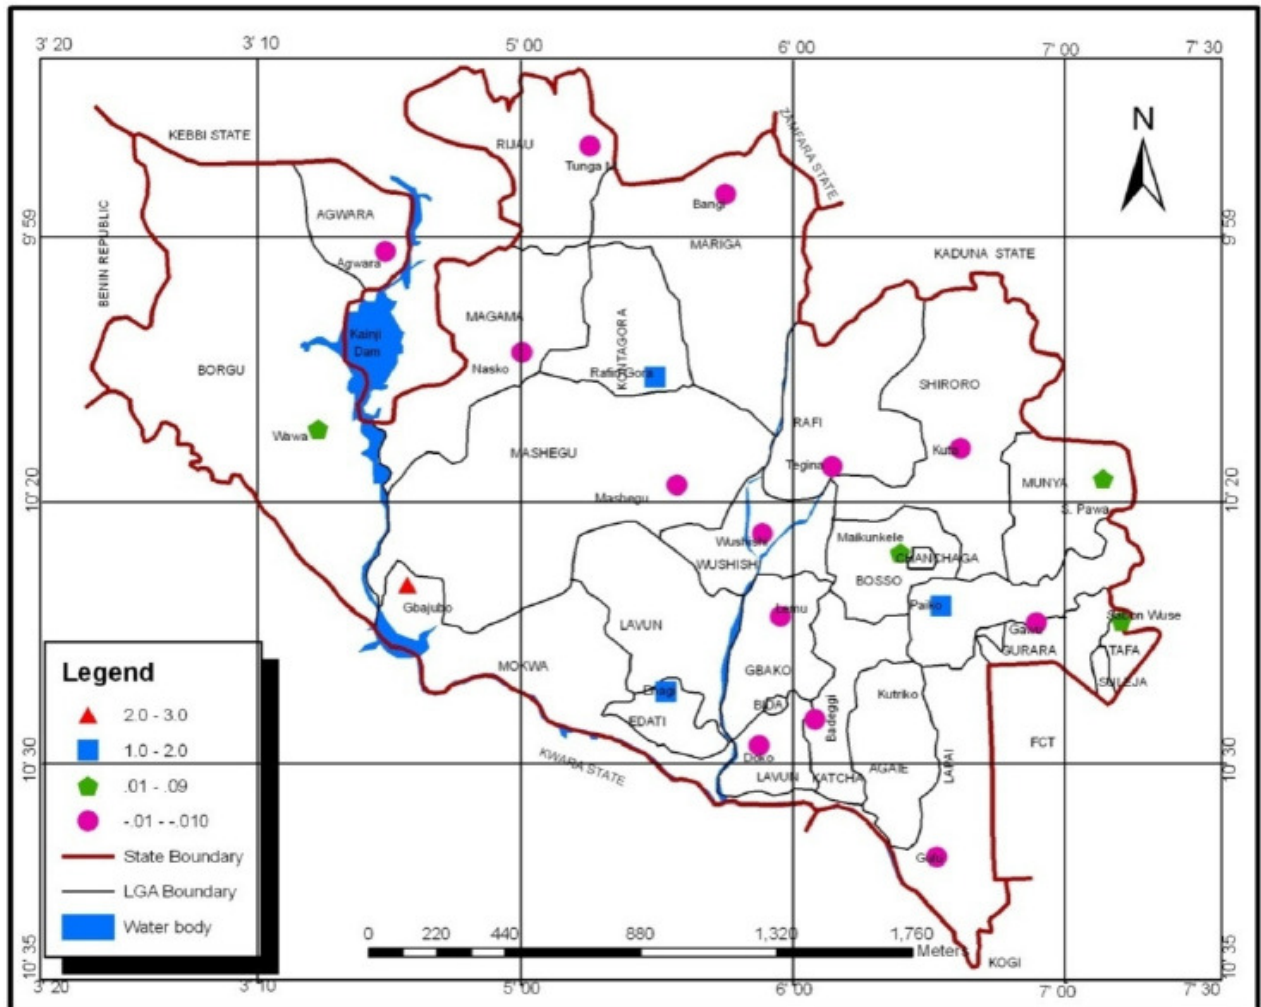 3' 20
3' 10
5' 00
6' 00
7' 00
7' 30
N
KEBBI STATE
RIJAU
Tunga
ZAMFARA STATE
BENIN REPUBLIC
AGWARA
Bangi
9' 59
MARIGA
9' 59
Agwara
KADUNA STATE
MAGAMA
KONTAGORA
Kainji
Dam
BORGU
Nasko
Rafin Gora
SHIRORO
RAFI
Wawa
MASHEGU
Kuta
Tegina
MUNYA
10' 20
Mashegu
S. Pawa
10' 20
Wushishi
Maikunkele
WUSHISHI
CHANCHAGA
BOSSO
Gbajubo
Lemu
Paiko
Sabon Wuse
LAVUN
Gawu
GURARA
TAFA
MOKWA
GBAKO
SULEJA
Enagi
Kutriko
BIDA
Badeggi
EDATI
FCT
Doko
10' 30
KWARA STATE
LAVUN
KATCHA
AGAIE
LAPAI
10' 30
Gulu
KOGI
Legend
2.0 - 3.0
1.0 - 2.0
.01 - .09
-.01 - -.010
State Boundary
LGA Boundary
Water body
0 220 440 880 1,320 1,760
Meters
10' 35
10' 35
3' 20
3' 10
5' 00
6' 00
7' 00
7' 30